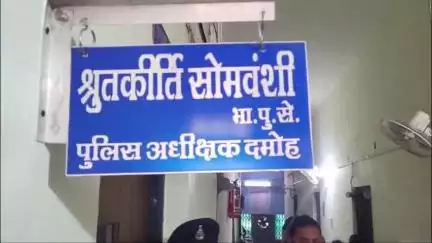 श्रुतकीर्ति सोमवंशी
भा.पु.से.
पुलिस अधीक्षक दमोह